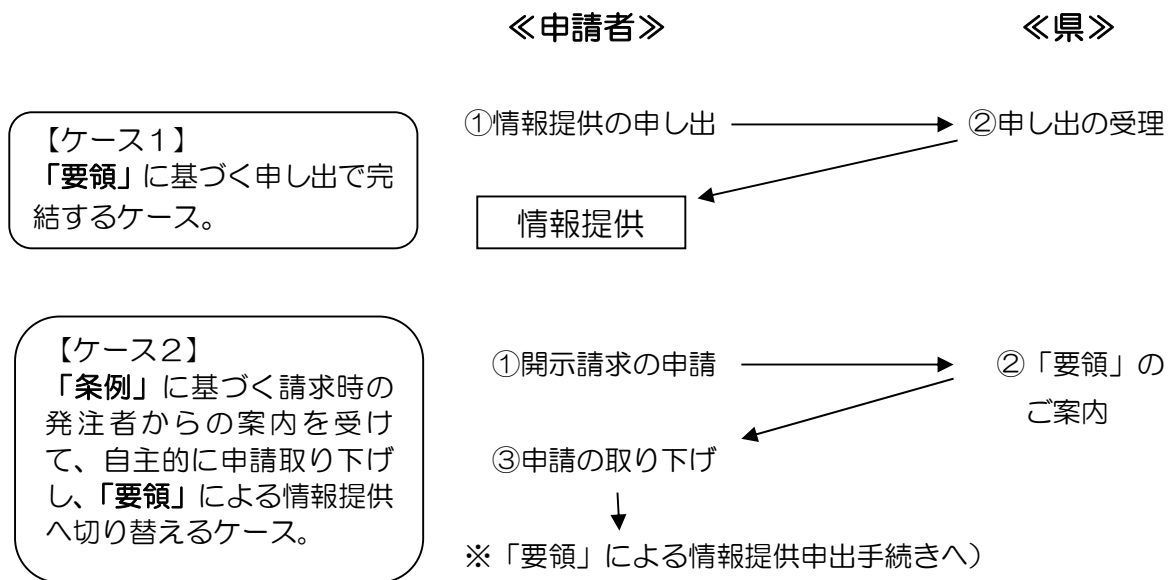 ≪申請者≫ ≪県≫
【ケース１】
「要領」に基づく申し出で完
結するケース。
①情報提供の申し出 ②申し出の受理
情報提供
【ケース２】
「条例」に基づく請求時の
発注者からの案内を受け
て、自主的に申請取り下げ
し、「要領」による情報提供
へ切り替えるケース。
①開示請求の申請 ②「要領」の
ご案内
③申請の取り下げ
※「要領」による情報提供申出手続きへ）